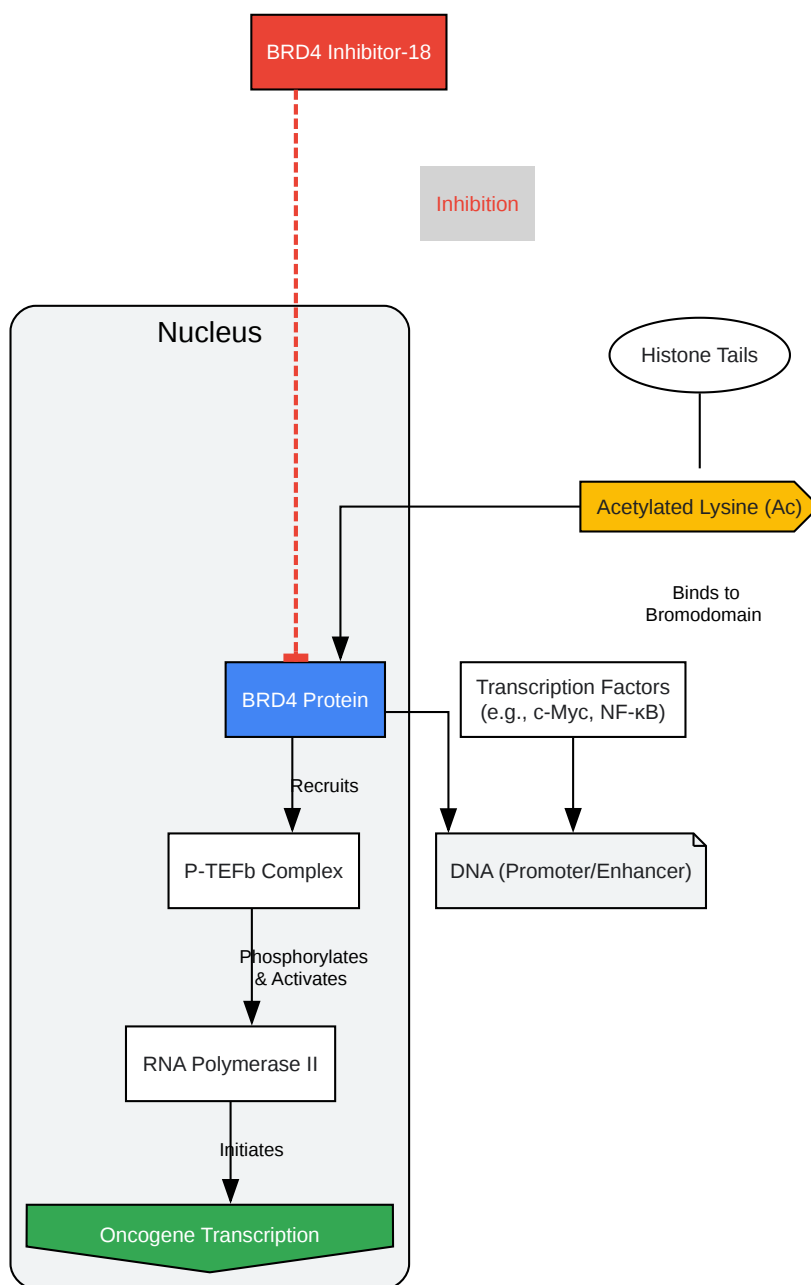 BRD4 Inhibitor-18
Inhibition
Nucleus
Histone Tails
Acetylated Lysine (Ac)
Binds to
Bromodomain
BRD4 Protein
Transcription Factors
(e.g., c-Myc, NF-κB)
Recruits
P-TEFb Complex
DNA (Promoter/Enhancer)
Phosphorylates
& Activates
RNA Polymerase II
Initiates
Oncogene Transcription